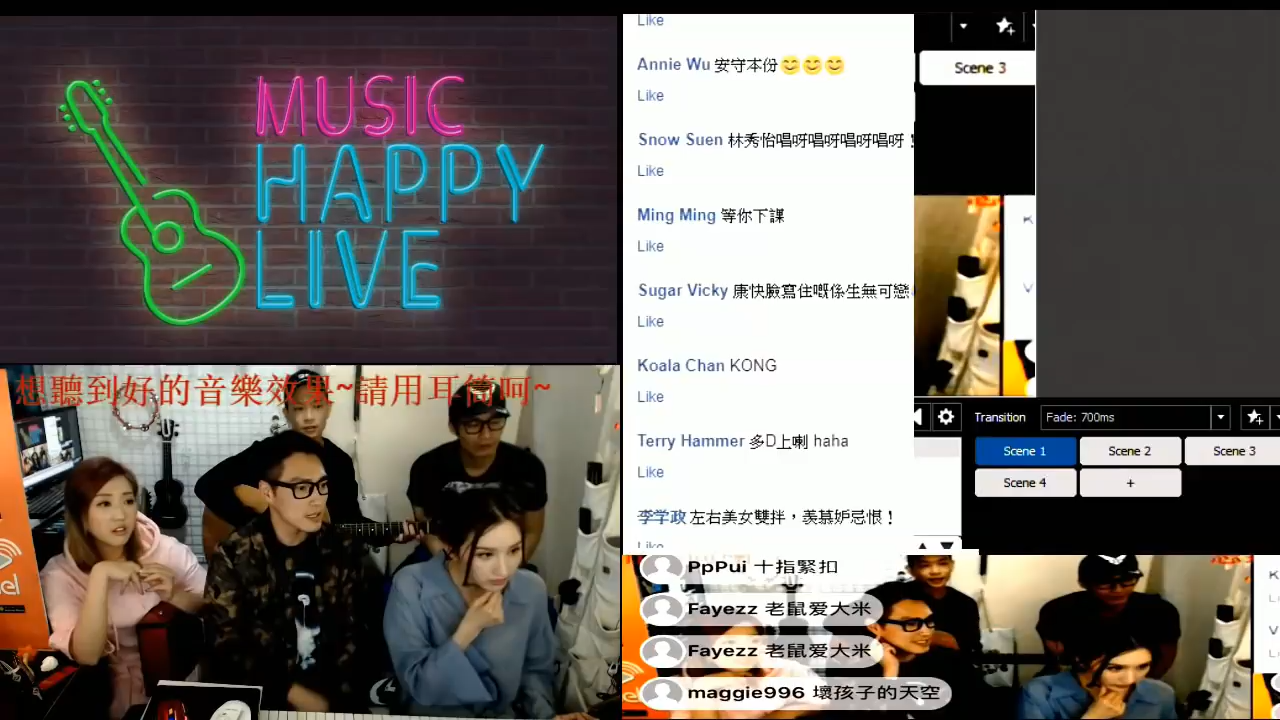 MUSIC
HAPPY
LIVE
想聽到好的音樂效果~請用耳筒呵~
Like
Annie Wu 安守本份😊😊😊
Like
Snow Suen 林秀怡唱呀唱呀唱呀唱呀!
Like
Ming Ming 等你下課
Like
Sugar Vicky 康快臉寫住嘅係生無可戀
Like
Koala Chan KONG
Like
Terry Hammer 多D上喇 haha
Like
李学政 左右美女雙拌，羨慕妒忌恨！
Like
Scene 3
Transition
Fade: 700ms
Scene 1
Scene 2
Scene 3
Scene 4
+
PpPui 十指緊扣
Fayezz 老鼠爱大米
Fayezz 老鼠爱大米
maggie996 壞孩子的天空